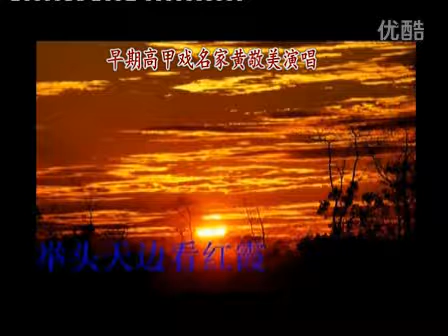 优酷
早期高甲戏名家黄敬美演唱
举头天边看红霞